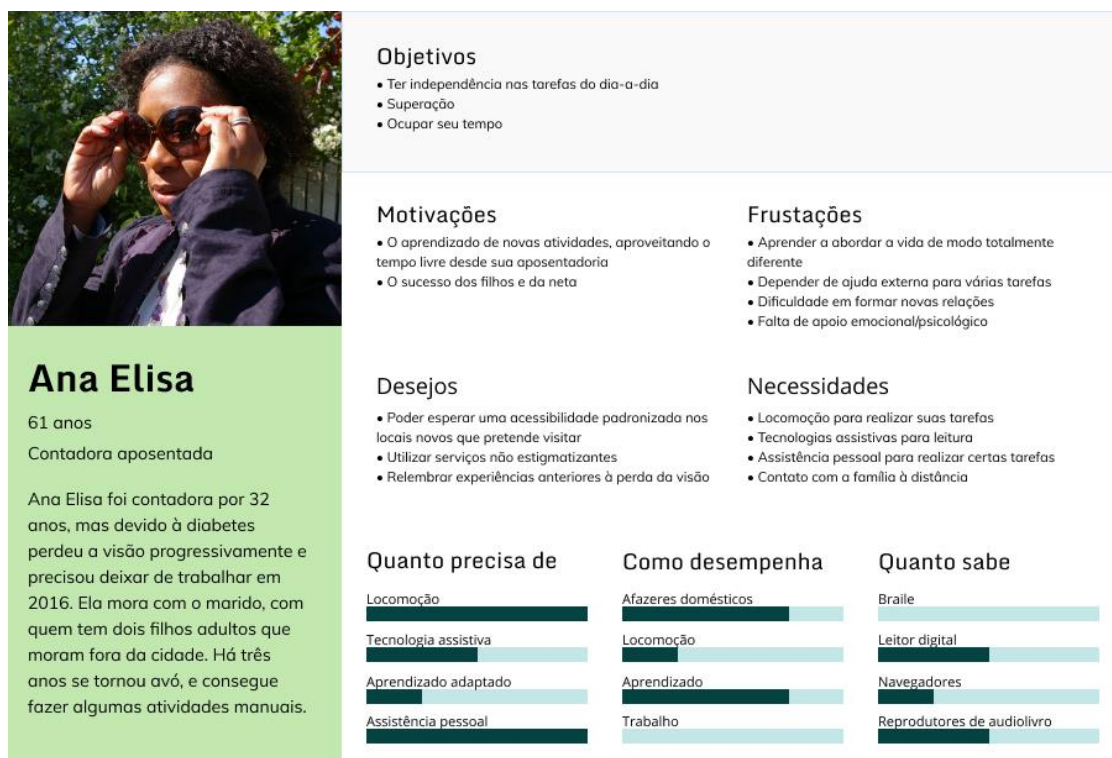 Ana Elisa
61 anos
Contadora aposentada
Ana Elisa foi contadora por 32
anos, mas devido à diabetes
perdeu a visão progressivamente e
precisou deixar de trabalhar em
2016. Ela mora com o marido, com
quem tem dois filhos adultos que
moram fora da cidade. Há três
anos se tornou avó, e consegue
fazer algumas atividades manuais.
Objetivos
• Ter independência nas tarefas do dia-a-dia
• Superação
• Ocupar seu tempo
Motivações
• O aprendizado de novas atividades, aproveitando o
tempo livre desde sua aposentadoria
• O sucesso dos filhos e da neta
Frustações
• Aprender a abordar a vida de modo totalmente
diferente
• Depender de ajuda externa para várias tarefas
• Dificuldade em formar novas relações
• Falta de apoio emocional/psicológico
Desejos
• Poder esperar uma acessibilidade padronizada nos
locais novos que pretende visitar
• Utilizar serviços não estigmatizantes
• Relembrar experiências anteriores à perda da visão
Necessidades
• Locomoção para realizar suas tarefas
• Tecnologias assistivas para leitura
• Assistência pessoal para realizar certas tarefas
• Contato com a família à distância
Quanto precisa de
Locomoção
Tecnologia assistiva
Aprendizado adaptado
Assistência pessoal
Como desempenha
Afazeres domésticos
Locomoção
Aprendizado
Trabalho
Quanto sabe
Braile
Leitor digital
Navegadores
Reprodutores de audiolivro